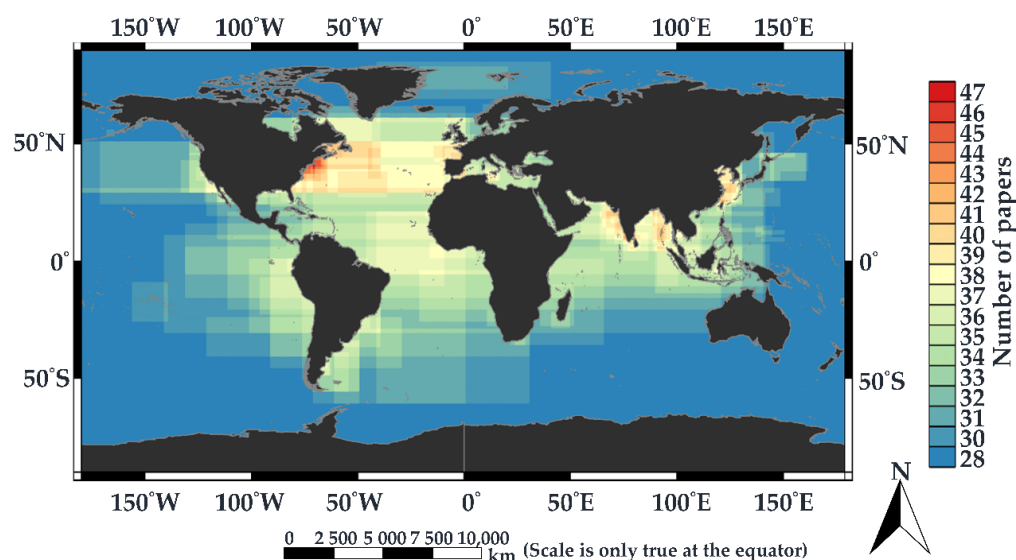 150°W 100°W 50°W 0° 50°E 100°E 150°E
50°N 50°N
0° 0°
50°S 50°S
150°W 100°W 50°W 0° 50°E 100°E 150°E
47
46
45
44
43
42
41
40
39
38
37
36
35
34
33
32
31
30
28
Number of papers
N
0 2 500 5 000 7 500 10,000
km (Scale is only true at the equator)